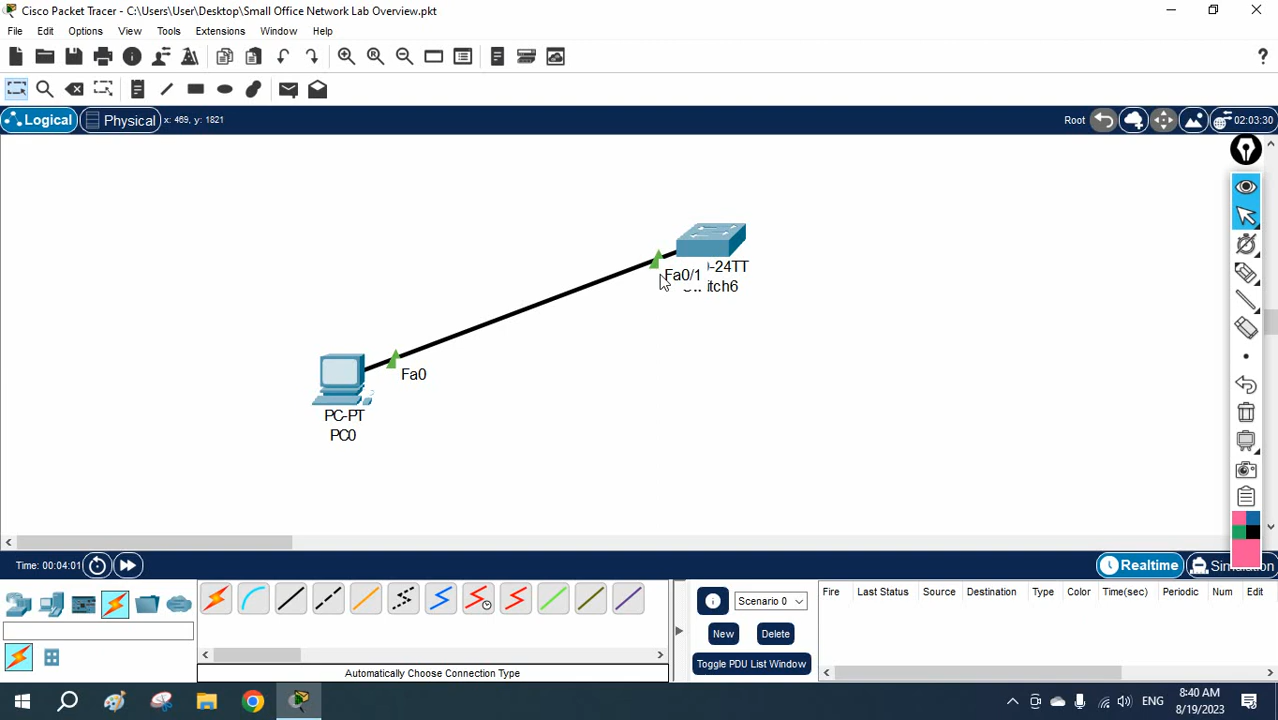 Cisco Packet Tracer - C:\Users\User\Desktop\Small Office Network Lab Overview.pkt
File Edit Options View Tools Extensions Window Help
?
Logical Physical x: 469, y: 1821 Root 02:03:30
-24TT
Fa0/1
itch6
Fa0
PC-PT
PC0
Time: 00:04:01 Realtime Simulation
Scenario 0 Fire Last Status Source Destination Type Color Time(sec) Periodic Num Edit
New Delete
Toggle PDU List Window
Automatically Choose Connection Type
ENG
8:40 AM
8/19/2023